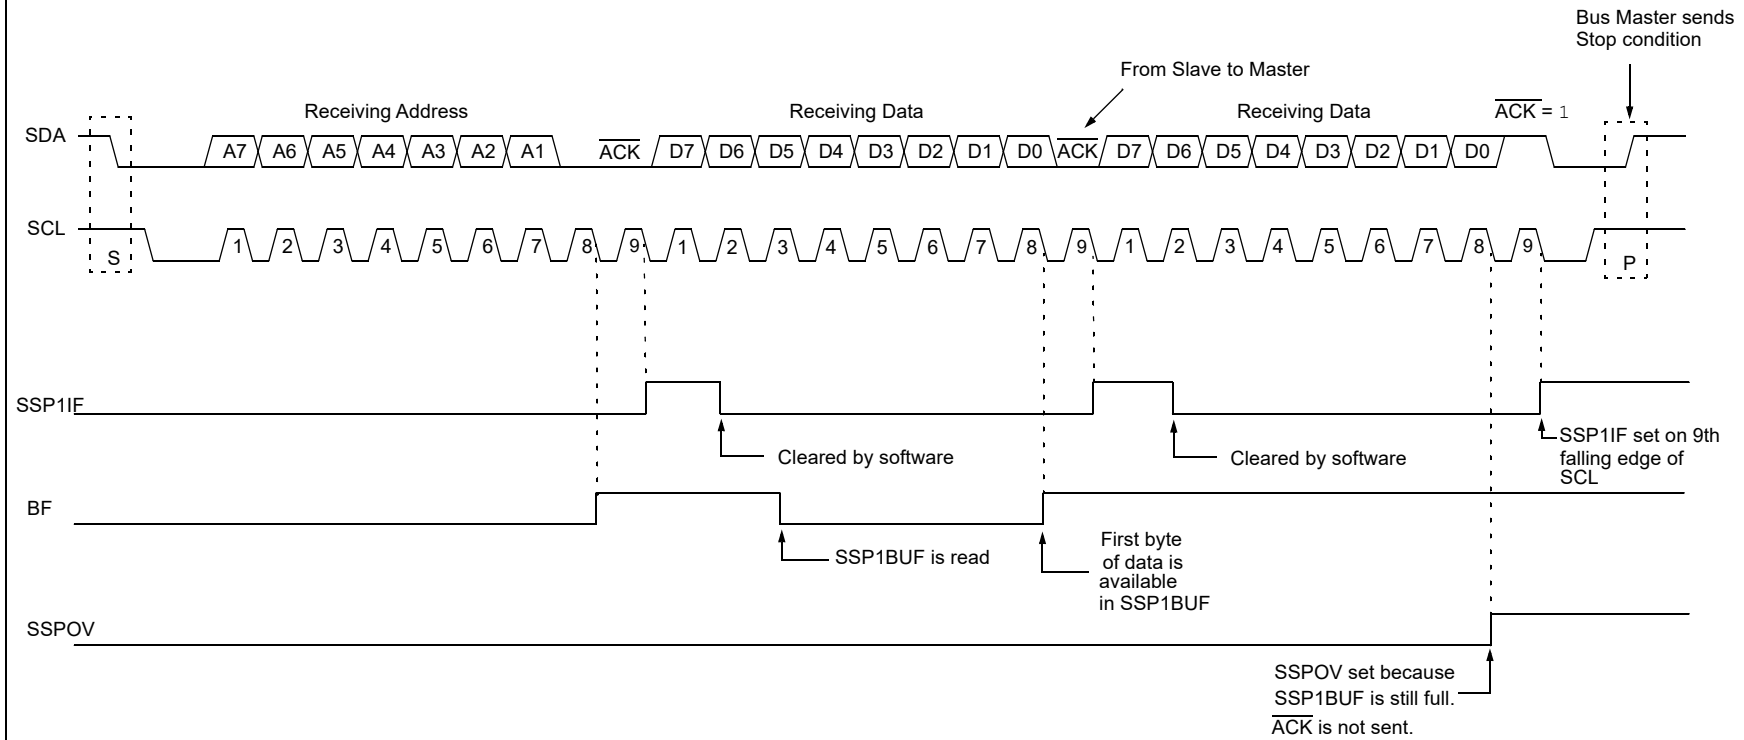 Bus Master sends
Stop condition
From Slave to Master
Receiving Address
Receiving Data
Receiving Data
ACK = 1
SDA
A7 A6 A5 A4 A3 A2 A1 ACK D7 D6 D5 D4 D3 D2 D1 D0 ACK D7 D6 D5 D4 D3 D2 D1 D0
SCL
S 1 2 3 4 5 6 7 8 9 1 2 3 4 5 6 7 8 9 1 2 3 4 5 6 7 8 9 P
SSP1IF
Cleared by software
Cleared by software
SSP1IF set on 9th
falling edge of
SCL
BF
SSP1BUF is read
First byte
of data is
available
in SSP1BUF
SSPOV
SSPOV set because
SSP1BUF is still full.
ACK is not sent.